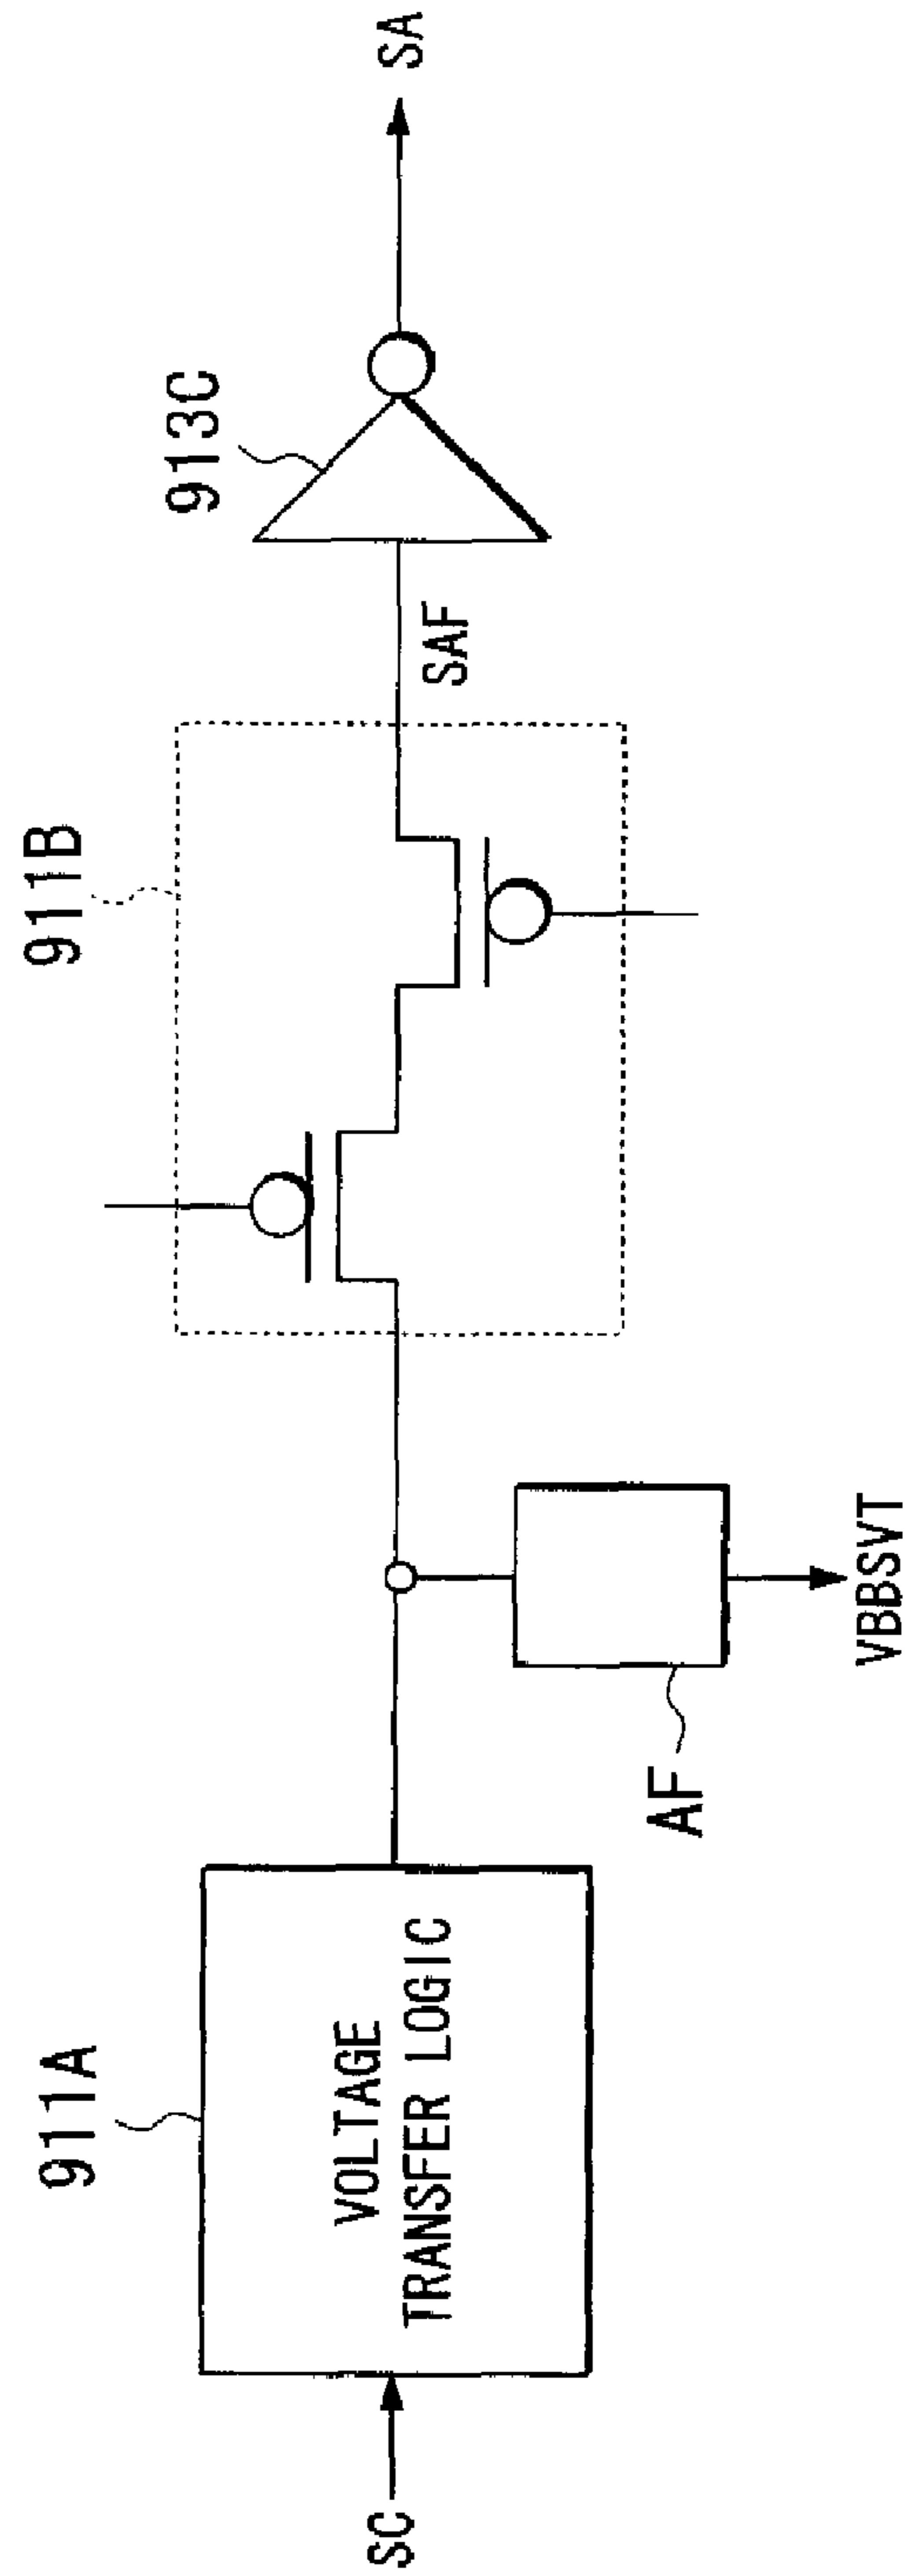 911A
911B
913C
SC
VOLTAGE
TRANSFER LOGIC
SAF
SA
AF
VBBSVT